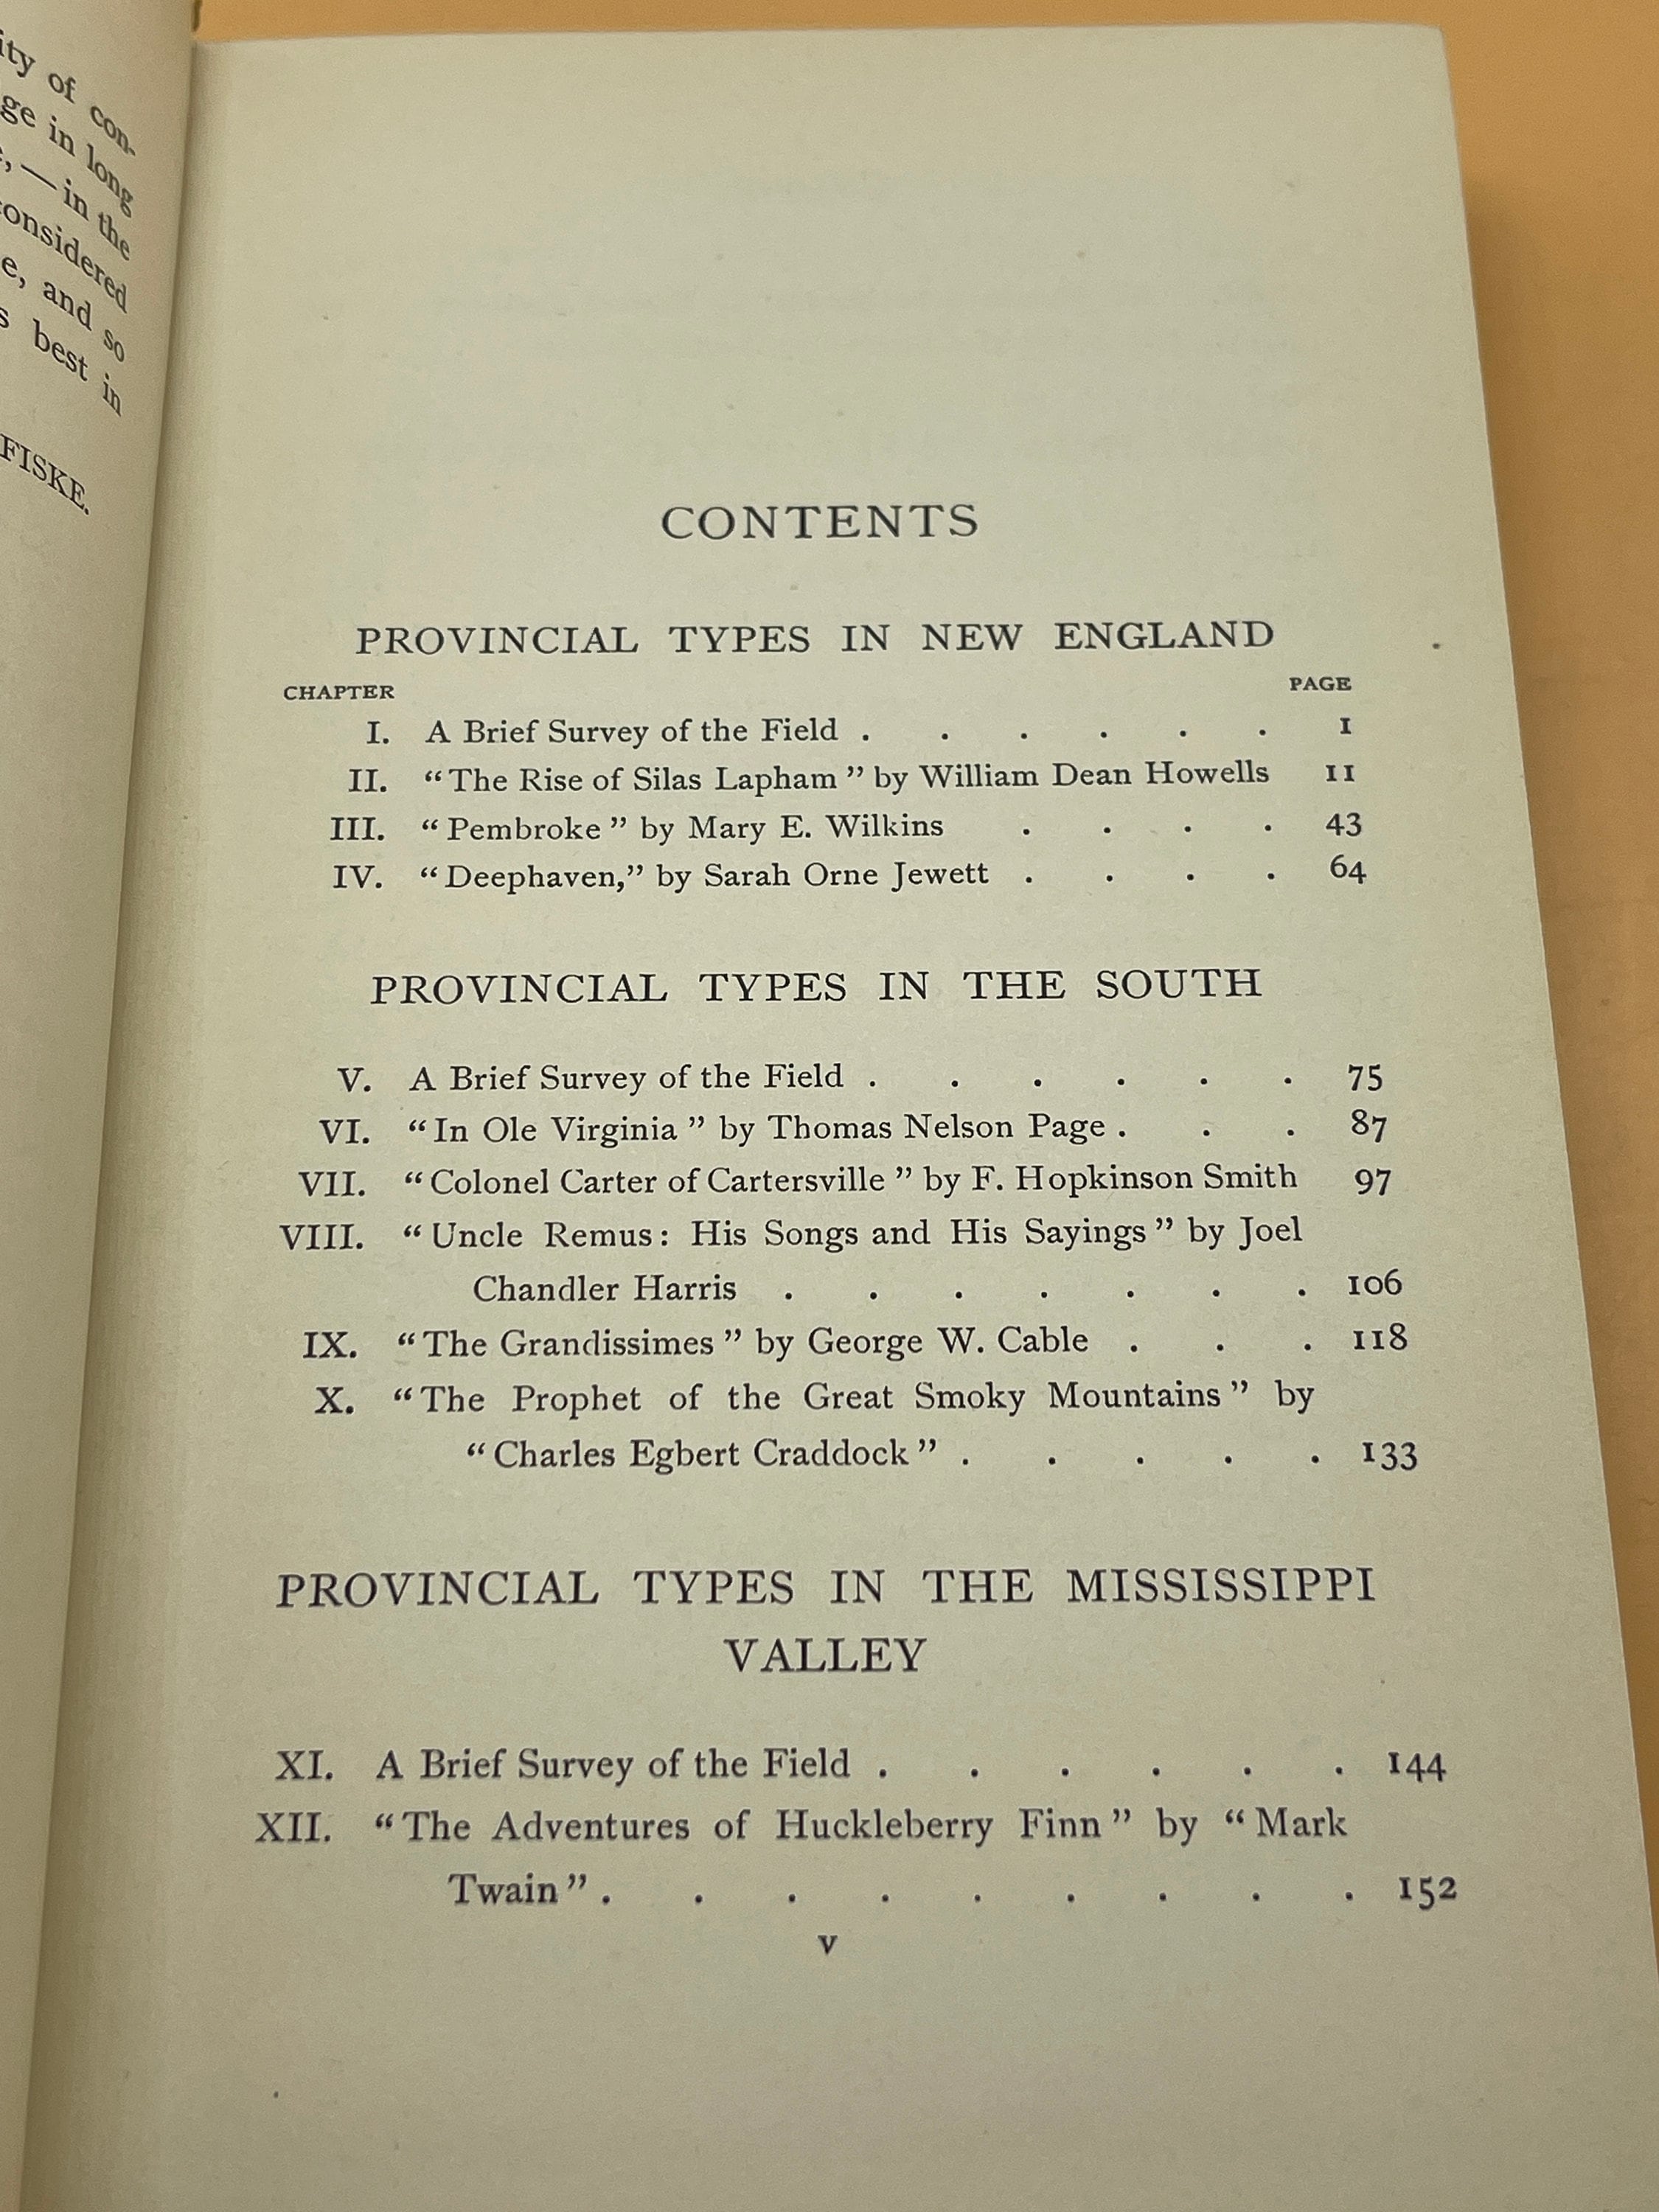 ity of con-
ge in long
, — in the
considered
e, and so
s best in
FISKE.
CONTENTS
PROVINCIAL TYPES IN NEW ENGLAND
CHAPTER PAGE
I. A Brief Survey of the Field . . . . . . 1
II. “The Rise of Silas Lapham” by William Dean Howells 11
III. “Pembroke” by Mary E. Wilkins . . . . 43
IV. “Deephaven,” by Sarah Orne Jewett . . . . 64
PROVINCIAL TYPES IN THE SOUTH
V. A Brief Survey of the Field . . . . . . 75
VI. “In Ole Virginia” by Thomas Nelson Page . . . 87
VII. “Colonel Carter of Cartersville” by F. Hopkinson Smith 97
VIII. “Uncle Remus: His Songs and His Sayings” by Joel
Chandler Harris . . . . . . . 106
IX. “The Grandissimes” by George W. Cable . . . 118
X. “The Prophet of the Great Smoky Mountains” by
“Charles Egbert Craddock” . . . . . 133
PROVINCIAL TYPES IN THE MISSISSIPPI
VALLEY
XI. A Brief Survey of the Field . . . . . . 144
XII. “The Adventures of Huckleberry Finn” by “Mark
Twain” . . . . . . . . . 152
v